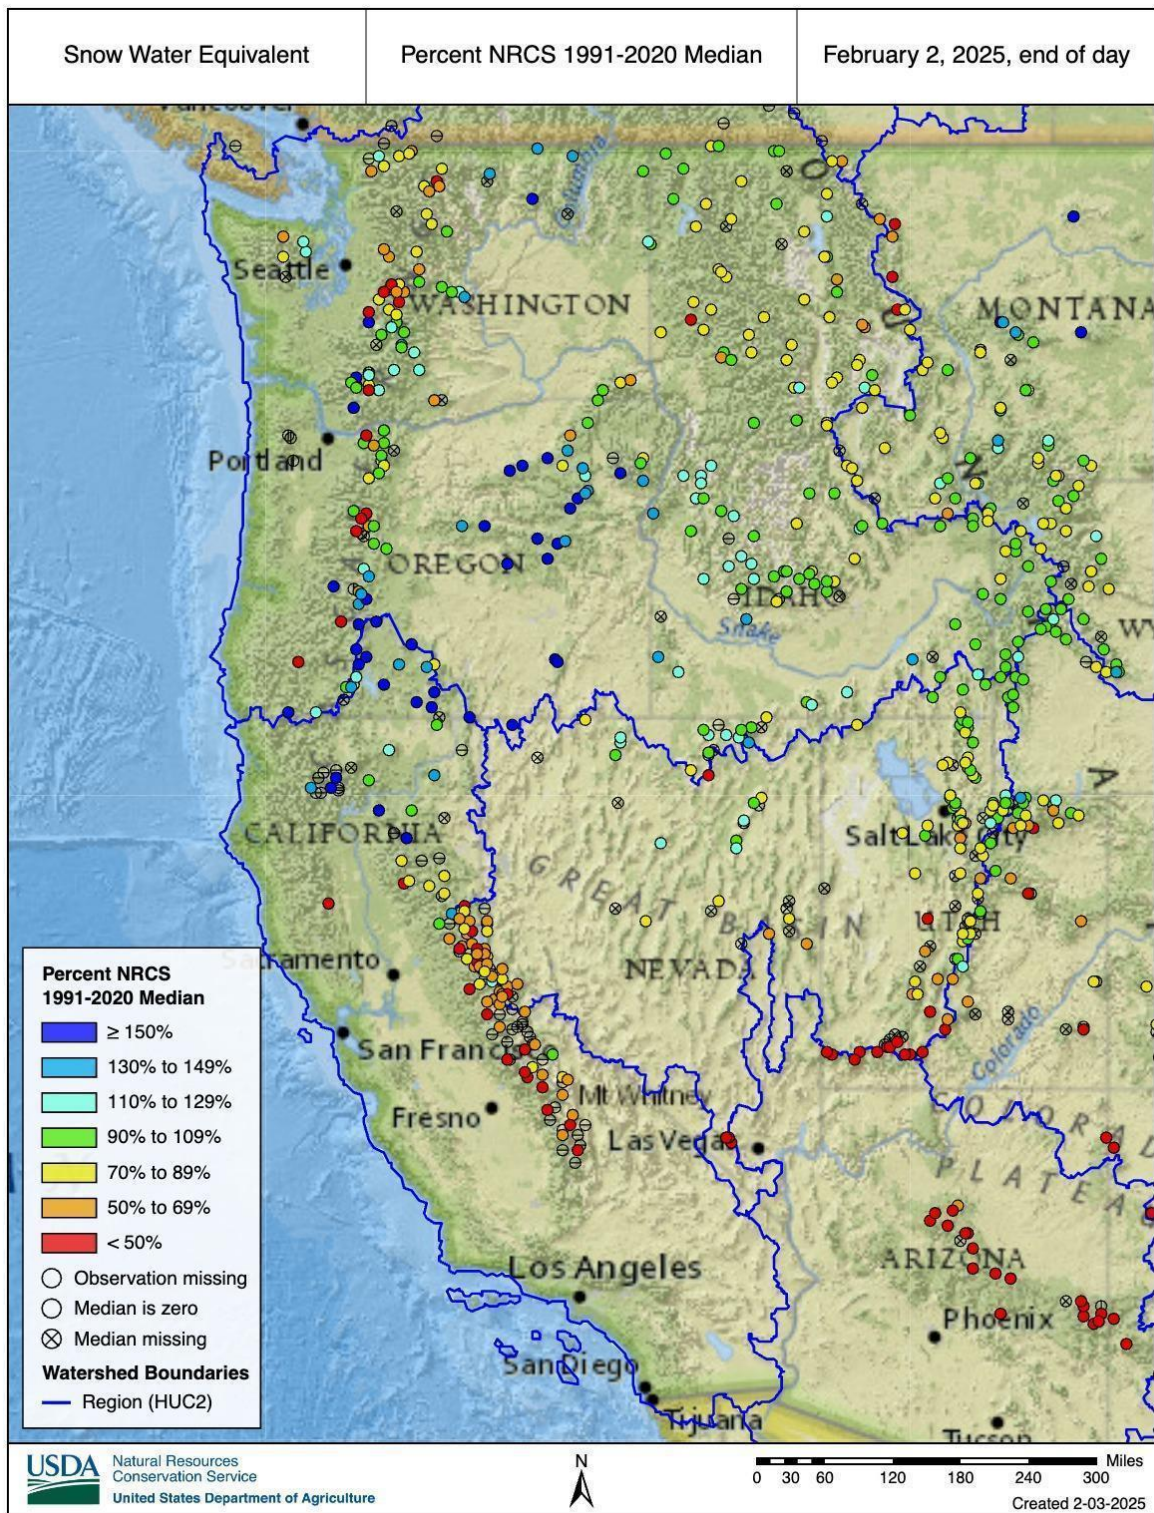 Snow Water Equivalent
Percent NRCS 1991-2020 Median
February 2, 2025, end of day
Vancouver
Columbia
Seattle
WASHINGTON
MONTANA
Portland
OREGON
IDAHO
Snake
WY
CALIFORNIA
Salt Lake City
GREAT BASIN
UTAH
NEVADA
Sacramento
San Francisco
Colorado
Fresno
Mt Whitney
Las Vegas
COLORAD
PLATEA
Los Angeles
ARIZONA
Phoenix
San Diego
Tijuana
Tucson
Percent NRCS
1991-2020 Median
≥ 150%
130% to 149%
110% to 129%
90% to 109%
70% to 89%
50% to 69%
< 50%
Observation missing
Median is zero
Median missing
Watershed Boundaries
Region (HUC2)
USDA
Natural Resources
Conservation Service
United States Department of Agriculture
N
Miles
0 30 60 120 180 240 300
Created 2-03-2025